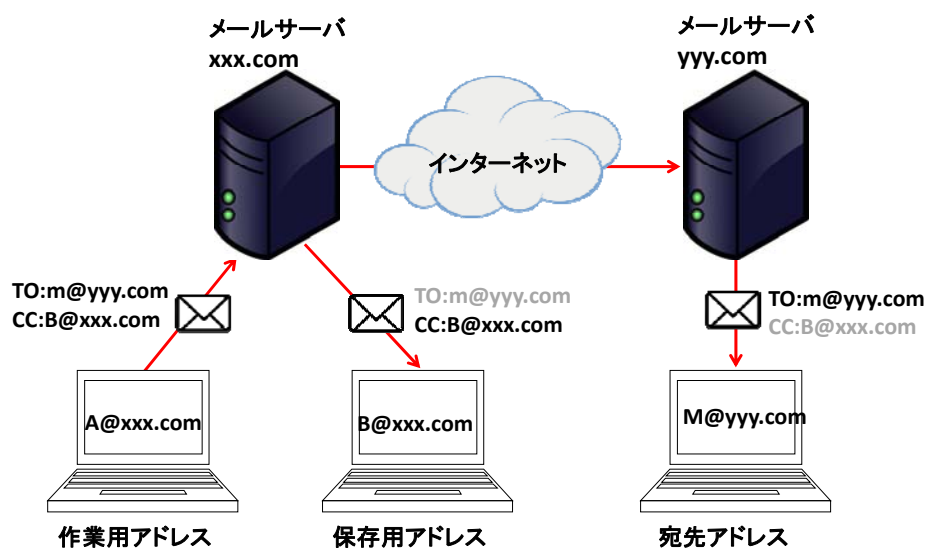 メールサーバ
xxx.com
メールサーバ
yyy.com
インターネット
TO:m@yyy.com
CC:B@xxx.com
TO:m@yyy.com
CC:B@xxx.com
TO:m@yyy.com
CC:B@xxx.com
A@xxx.com
B@xxx.com
M@yyy.com
作業用アドレス
保存用アドレス
宛先アドレス